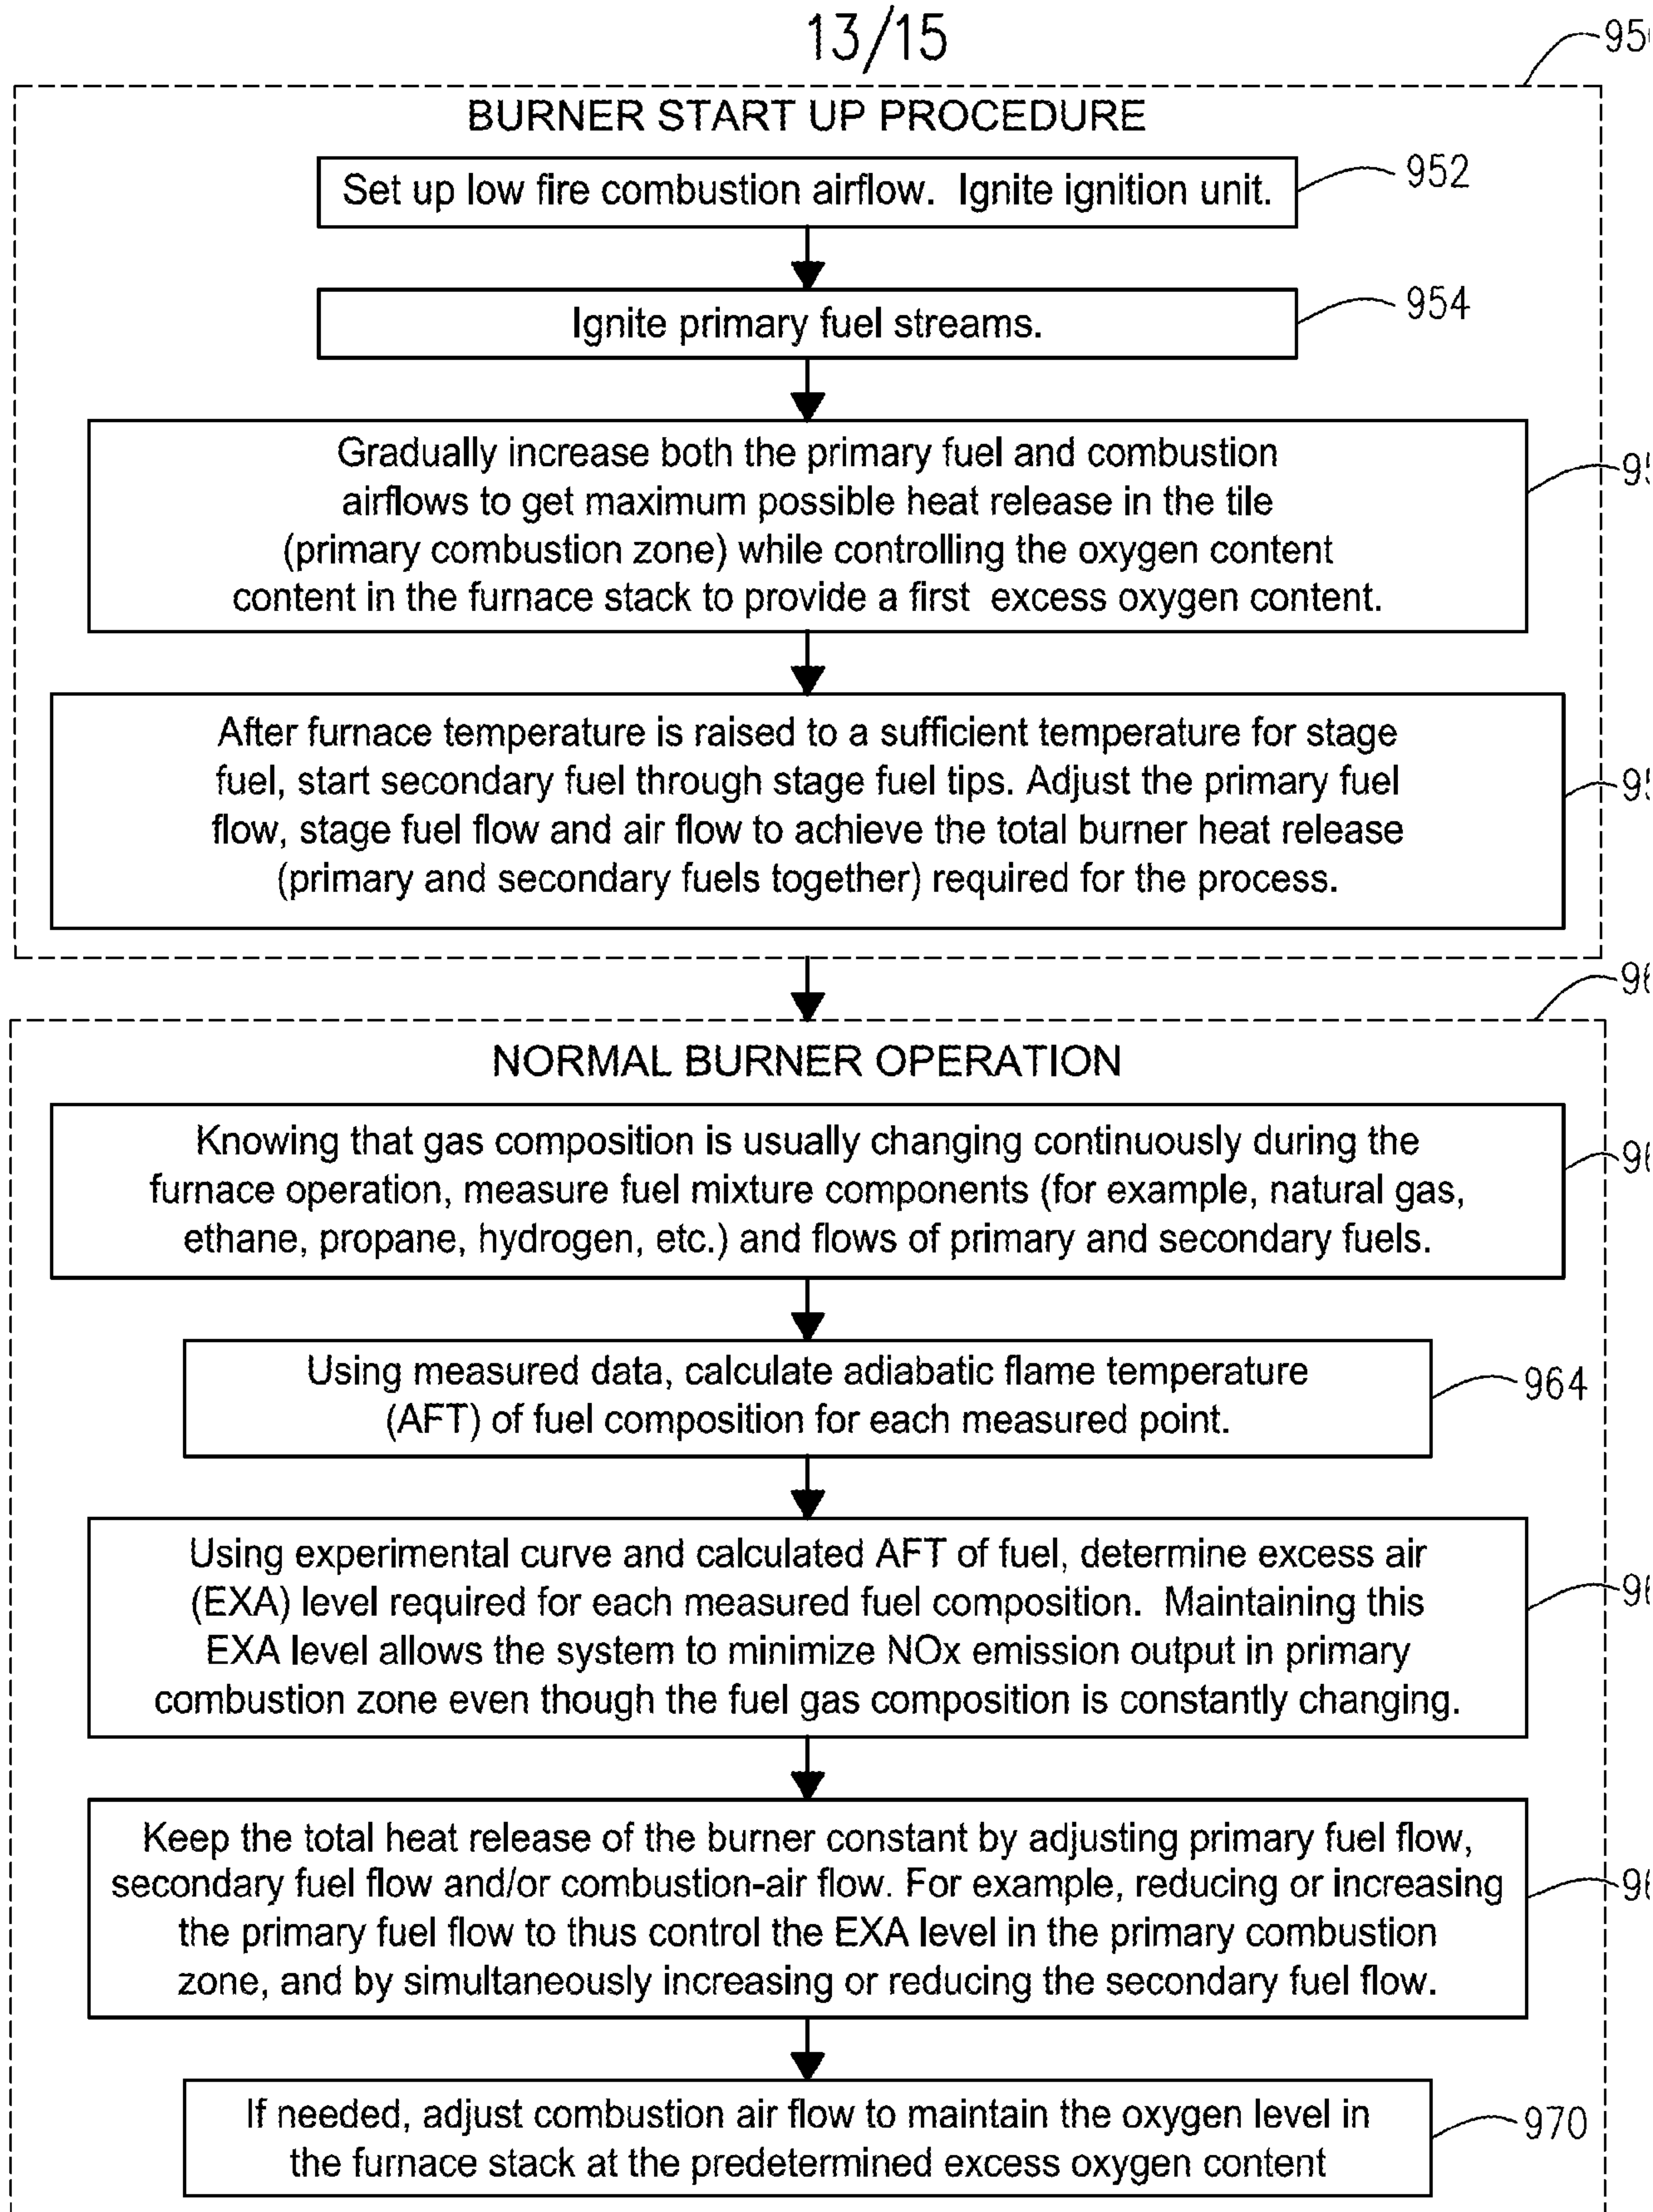 13/15
BURNER START UP PROCEDURE
Set up low fire combustion airflow.  Ignite ignition unit.
952
Ignite primary fuel streams.
954
Gradually increase both the primary fuel and combustion
airflows to get maximum possible heat release in the tile
(primary combustion zone) while controlling the oxygen content
content in the furnace stack to provide a first  excess oxygen content.
After furnace temperature is raised to a sufficient temperature for stage
fuel, start secondary fuel through stage fuel tips. Adjust the primary fuel
flow, stage fuel flow and air flow to achieve the total burner heat release
(primary and secondary fuels together) required for the process.
NORMAL BURNER OPERATION
Knowing that gas composition is usually changing continuously during the
furnace operation, measure fuel mixture components (for example, natural gas,
ethane, propane, hydrogen, etc.) and flows of primary and secondary fuels.
Using measured data, calculate adiabatic flame temperature
(AFT) of fuel composition for each measured point.
964
Using experimental curve and calculated AFT of fuel, determine excess air
(EXA) level required for each measured fuel composition.  Maintaining this
EXA level allows the system to minimize NOx emission output in primary
combustion zone even though the fuel gas composition is constantly changing.
Keep the total heat release of the burner constant by adjusting primary fuel flow,
secondary fuel flow and/or combustion-air flow. For example, reducing or increasing
the primary fuel flow to thus control the EXA level in the primary combustion
zone, and by simultaneously increasing or reducing the secondary fuel flow.
If needed, adjust combustion air flow to maintain the oxygen level in
the furnace stack at the predetermined excess oxygen content
970